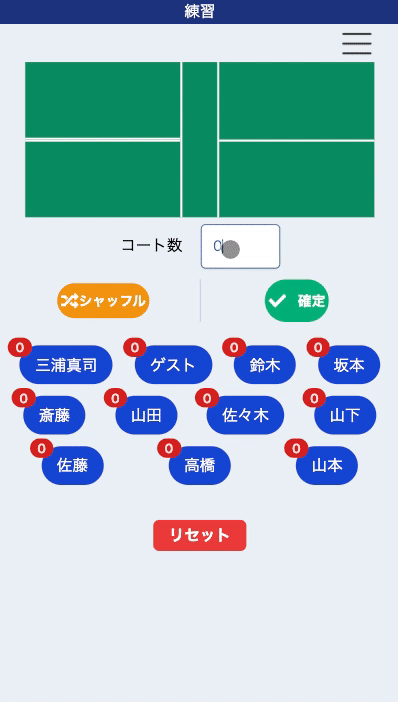 練習
コート数 0
シャッフル 確定
0 0 0 0
三浦真司 ゲスト 鈴木 坂本
0 0 0 0
斎藤 山田 佐々木 山下
0 0 0
佐藤 高橋 山本
リセット